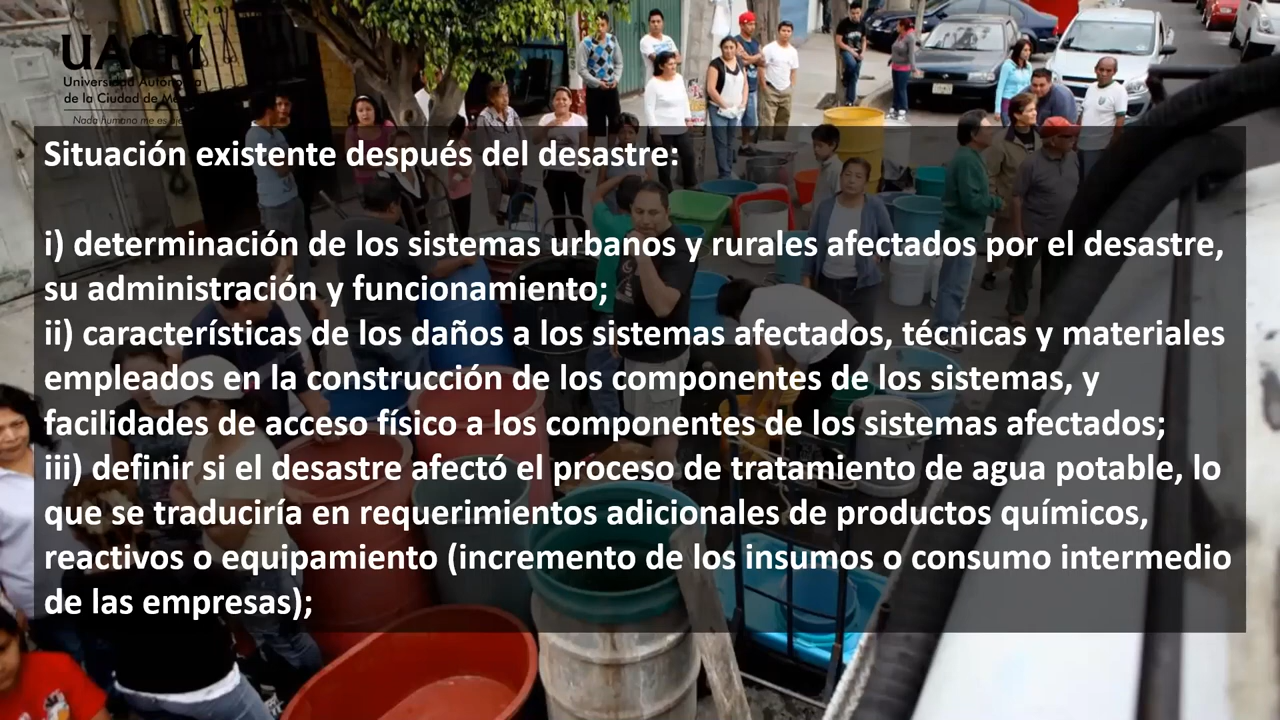 UACM
Universidad Autónoma
de la Ciudad de
Nada humano me es
Situación existente después del desastre:
i) determinación de los sistemas urbanos y rurales afectados por el desastre,
su administración y funcionamiento;
ii) características de los daños a los sistemas afectados, técnicas y materiales
empleados en la construcción de los componentes de los sistemas, y
facilidades de acceso físico a los componentes de los sistemas afectados;
iii) definir si el desastre afectó el proceso de tratamiento de agua potable, lo
que se traduciría en requerimientos adicionales de productos químicos,
reactivos o equipamiento (incremento de los insumos o consumo intermedio
de las empresas);